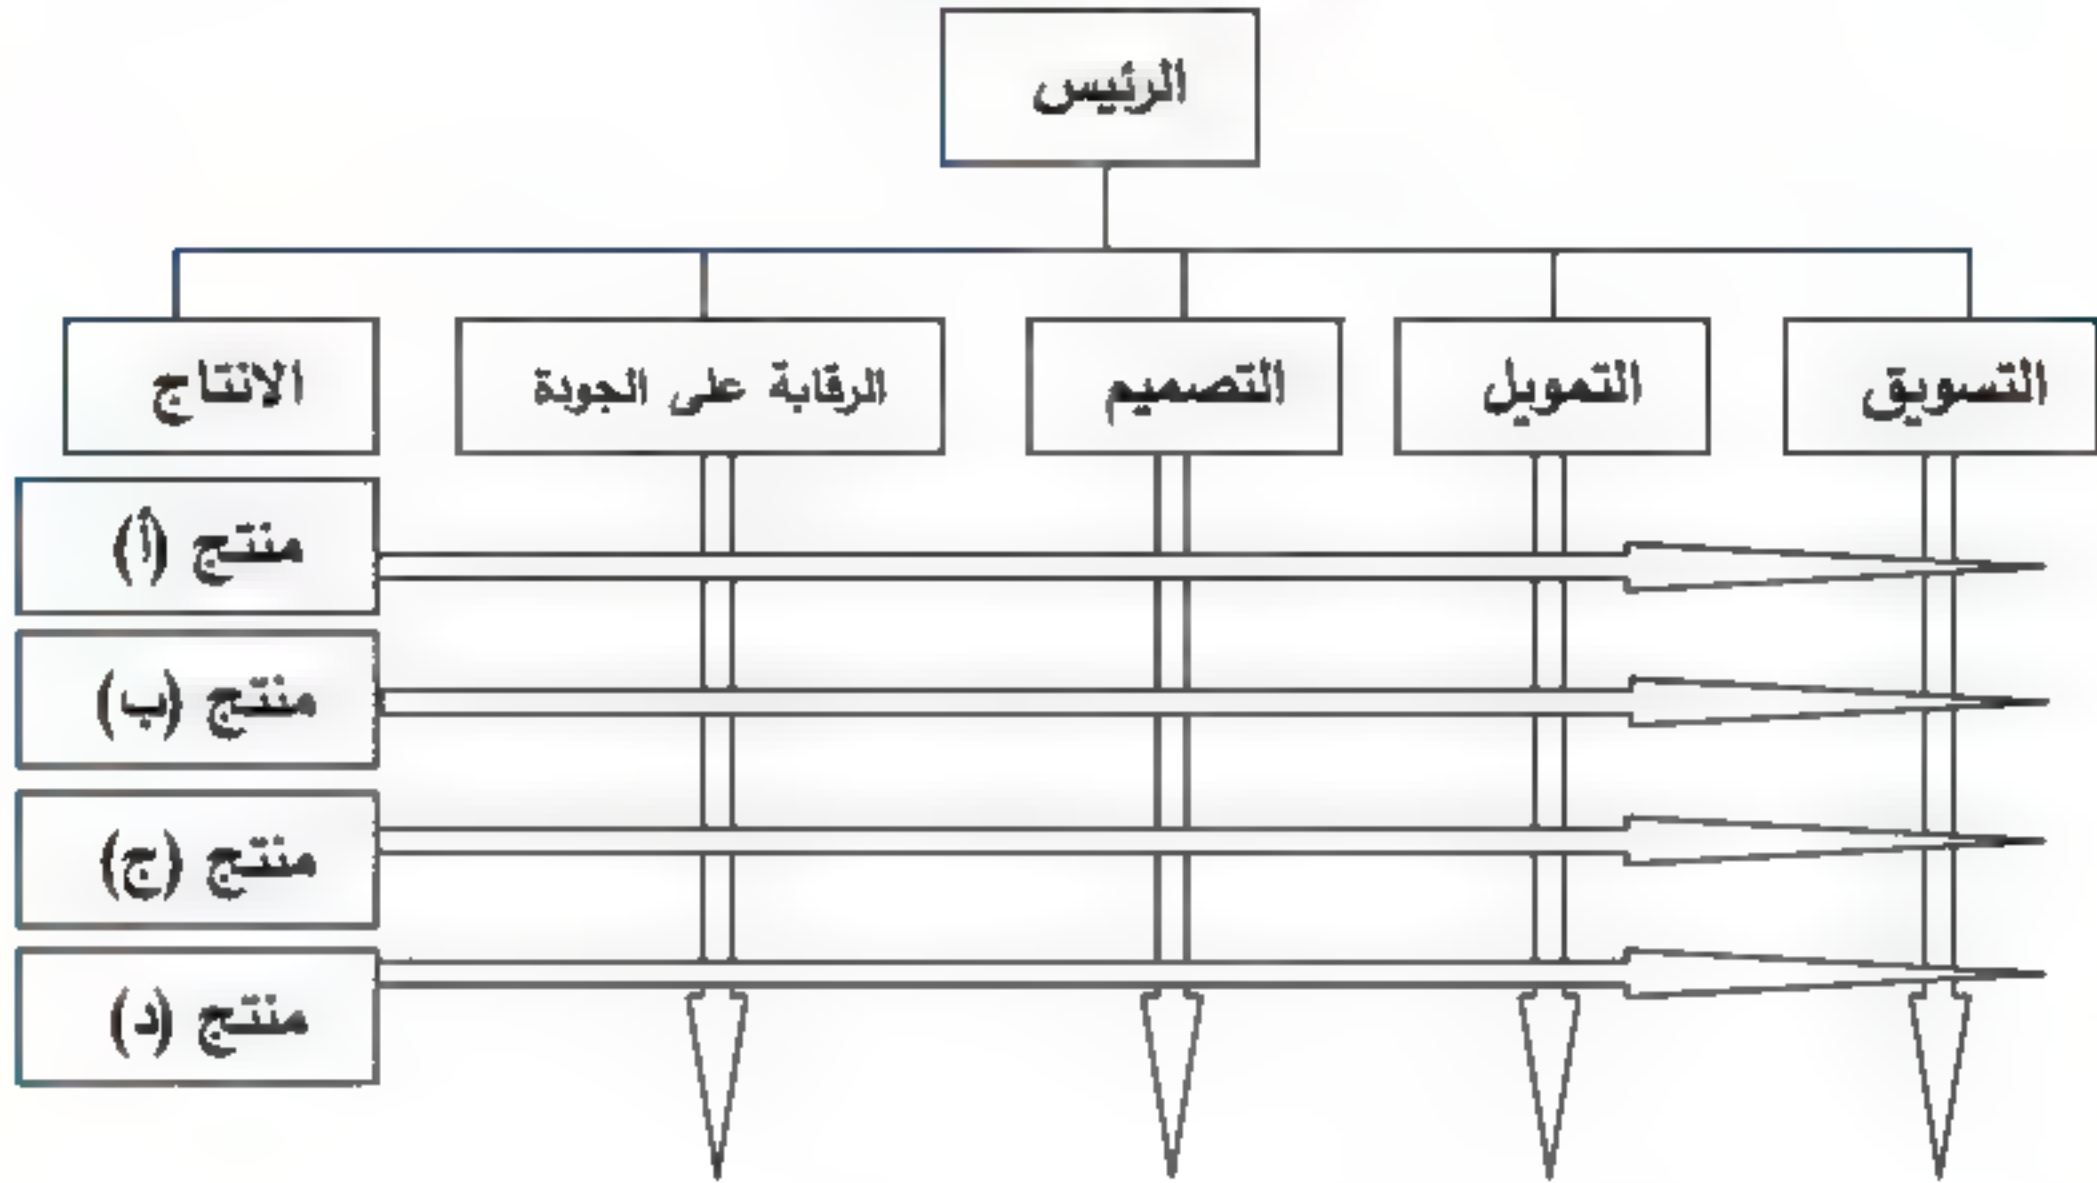 الرئيس
التسويق
التمويل
التصميم
الرقابة على الجودة
الانتاج
منتج (أ)
منتج (ب)
منتج (ج)
منتج (د)